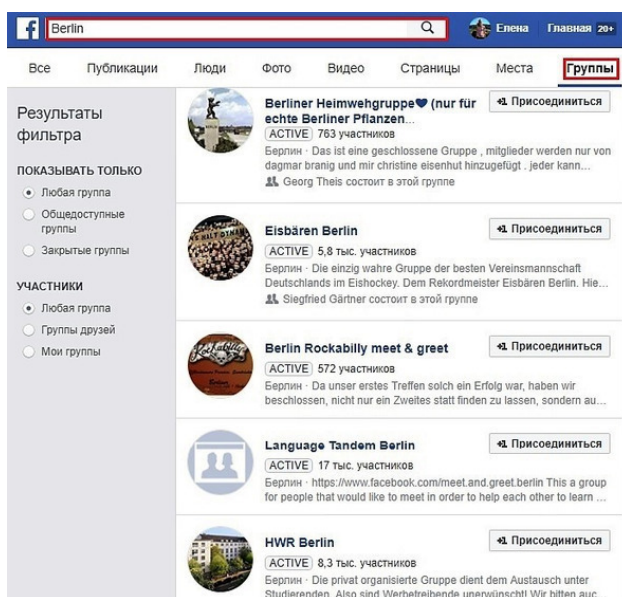 f Berlin Елена Главная 20+
Все Публикации Люди Фото Видео Страницы Места Группы
Результаты
фильтра
ПОКАЗЫВАТЬ ТОЛЬКО
Любая группа
Общедоступные
группы
Закрытые группы
УЧАСТНИКИ
Любая группа
Группы друзей
Мои группы
Berliner Heimwehgruppe💙 (nur für
echte Berliner Pflanzen...
+1 Присоединиться
ACTIVE 763 участников
Берлин · Das ist eine geschlossene Gruppe , mitglieder werden nur von
dagmar branig und mir christine eisenhut hinzugefügt . jeder kann...
Georg Theis состоит в этой группе
Eisbären Berlin
+1 Присоединиться
ACTIVE 5,8 тыс. участников
Берлин · Die einzig wahre Gruppe der besten Vereinsmannschaft
Deutschlands im Eishockey. Dem Rekordmeister Eisbären Berlin. Hie...
Siegfried Gärtner состоит в этой группе
Berlin Rockabilly meet & greet
+1 Присоединиться
ACTIVE 572 участников
Берлин · Da unser erstes Treffen solch ein Erfolg war, haben wir
beschlossen, nicht nur ein Zweites statt finden zu lassen, sondern au...
Language Tandem Berlin
+1 Присоединиться
ACTIVE 17 тыс. участников
Берлин · https://www.facebook.com/meet.and.greet.berlin This a group
for people that would like to meet in order to help each other to learn ...
HWR Berlin
+1 Присоединиться
ACTIVE 8,3 тыс. участников
Берлин · Die privat organisierte Gruppe dient dem Austausch unter
Studierenden. Also sind Werbetreibende unerwünscht! Wir bitten auc...